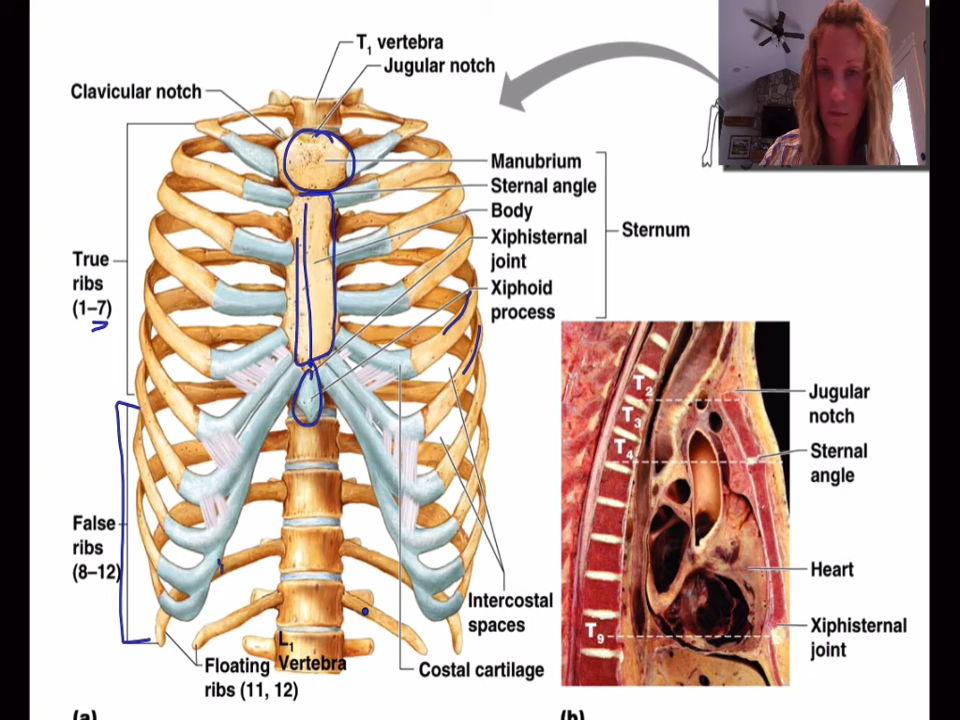 T1 vertebra
Jugular notch
Clavicular notch
Manubrium
Sternal angle
Body
Xiphisternal
joint
Xiphoid
process
Sternum
True
ribs
(1–7)
False
ribs
(8–12)
Intercostal
spaces
Costal cartilage
L1
Vertebra
Floating
ribs (11, 12)
(a)
T2
T3
T4
T9
Jugular
notch
Sternal
angle
Heart
Xiphisternal
joint
(b)